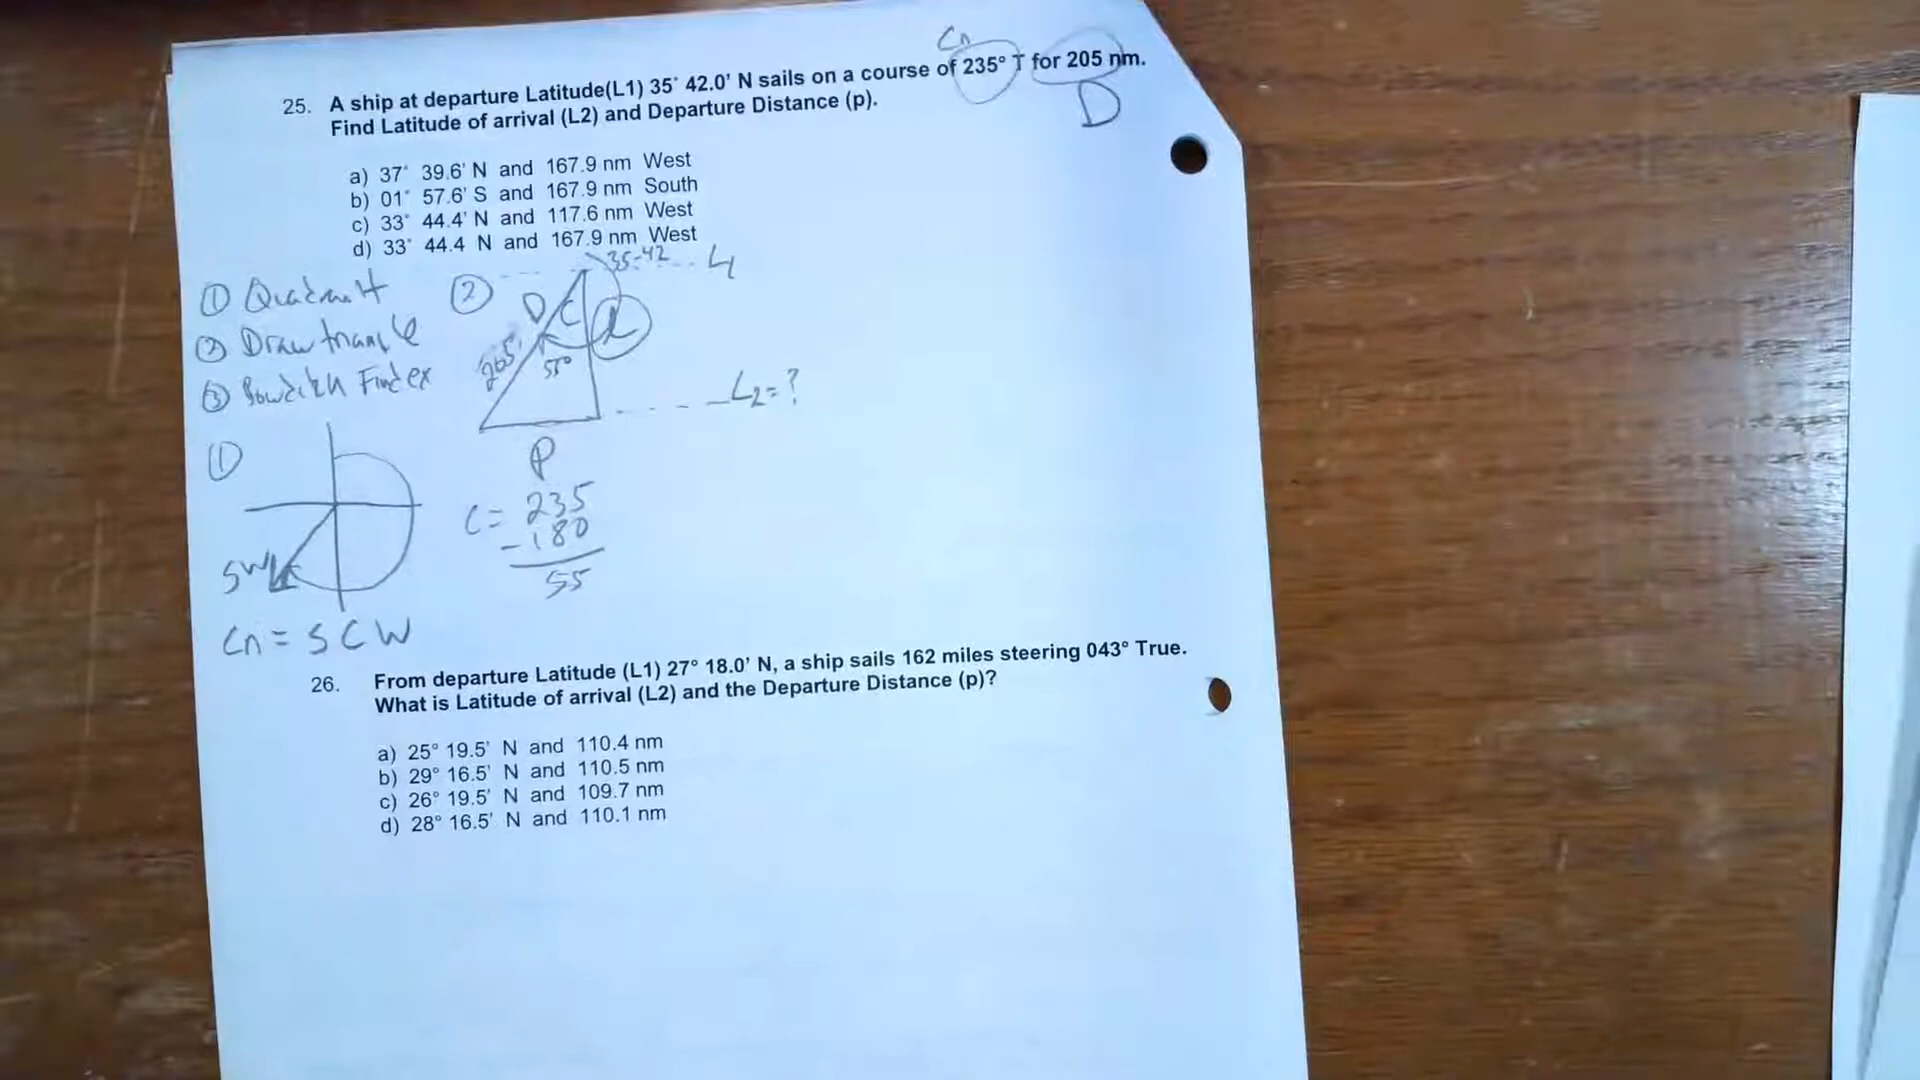 Cn
25. A ship at departure Latitude(L1) 35° 42.0' N sails on a course of 235° T for 205 nm.
Find Latitude of arrival (L2) and Departure Distance (p).
D
a) 37° 39.6' N and 167.9 nm West
b) 01° 57.6' S and 167.9 nm South
c) 33° 44.4' N and 117.6 nm West
d) 33° 44.4 N and 167.9 nm West
① Quadrant
② Draw triangle
③
②
35-42 L1
D C l
205 55°
L2 = ?
P
①
SW
Cn = S C W
C = 235
- 180
55
26. From departure Latitude (L1) 27° 18.0' N, a ship sails 162 miles steering 043° True.
What is Latitude of arrival (L2) and the Departure Distance (p)?
a) 25° 19.5' N and 110.4 nm
b) 29° 16.5' N and 110.5 nm
c) 26° 19.5' N and 109.7 nm
d) 28° 16.5' N and 110.1 nm